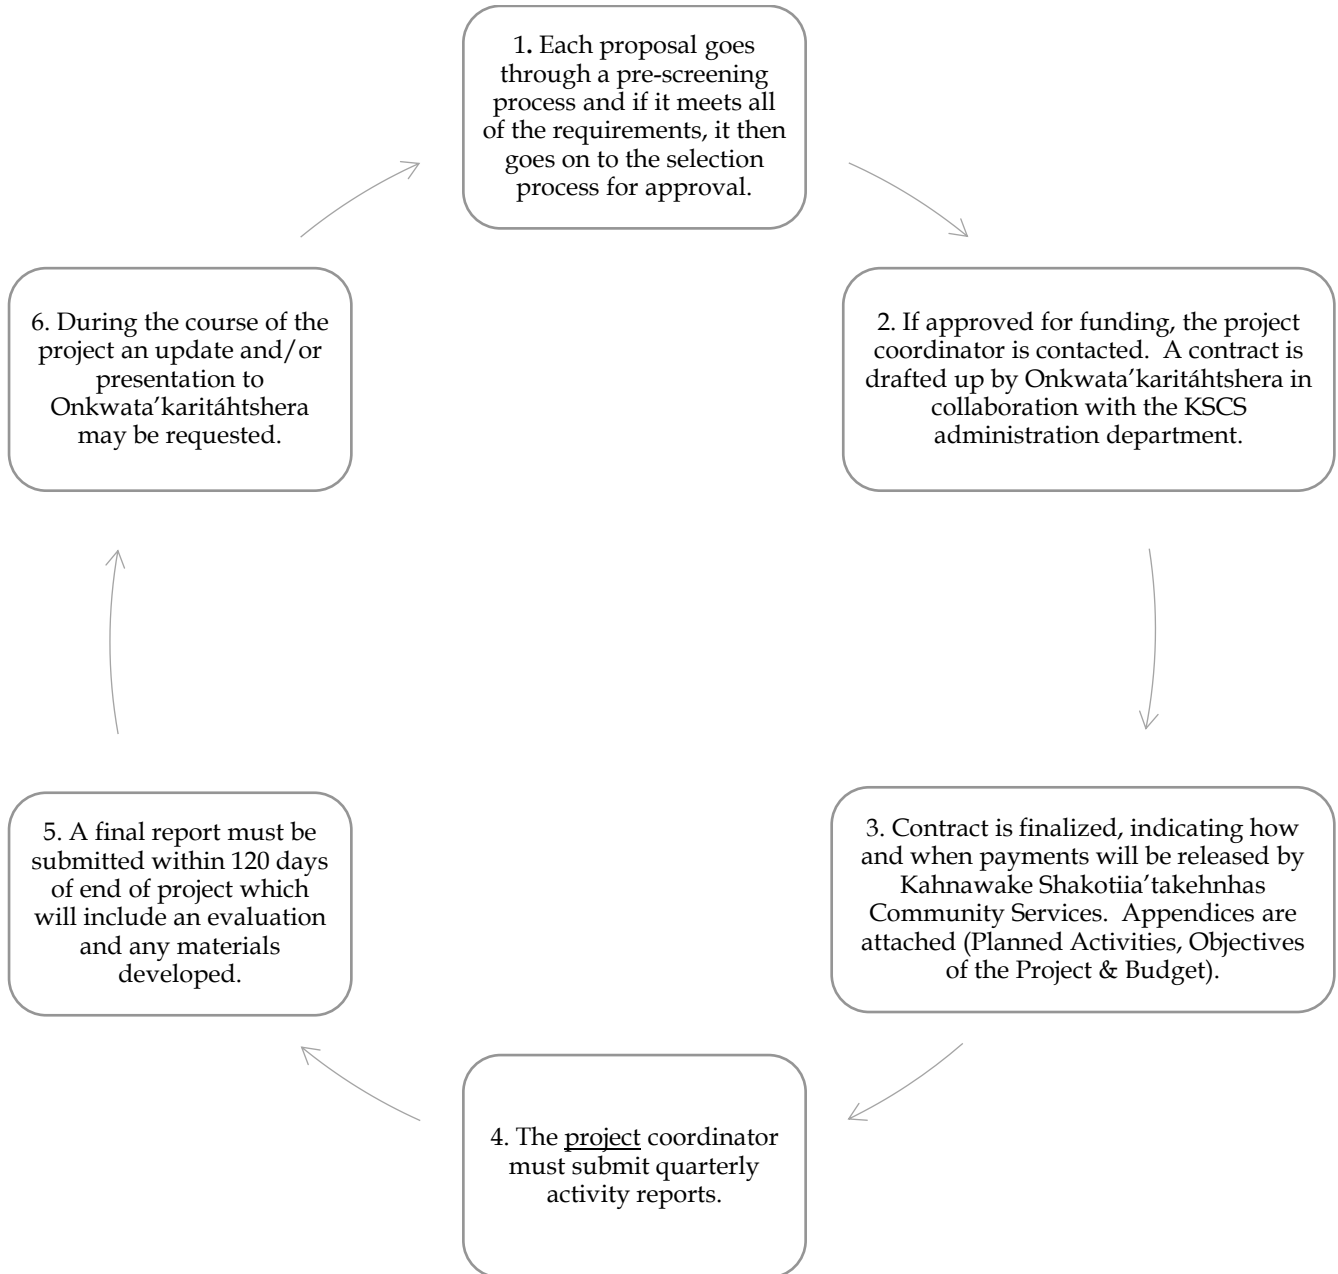 1. Each proposal goes
through a pre-screening
process and if it meets all
of the requirements, it then
goes on to the selection
process for approval.
2. If approved for funding, the project
coordinator is contacted.  A contract is
drafted up by Onkwata’karitáhtshera in
collaboration with the KSCS
administration department.
3. Contract is finalized, indicating how
and when payments will be released by
Kahnawake Shakotiia’takehnhas
Community Services.  Appendices are
attached (Planned Activities, Objectives
of the Project & Budget).
4. The project coordinator
must submit quarterly
activity reports.
5. A final report must be
submitted within 120 days
of end of project which
will include an evaluation
and any materials
developed.
6. During the course of the
project an update and/or
presentation to
Onkwata’karitáhtshera
may be requested.